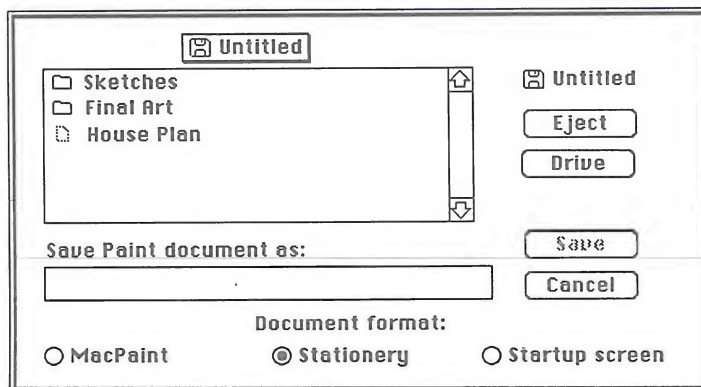 Untitled
Sketches
Untitled
Final Art
Eject
House Plan
Drive
Save Paint document as:
Save
Cancel
Document format:
MacPaint Stationery Startup screen